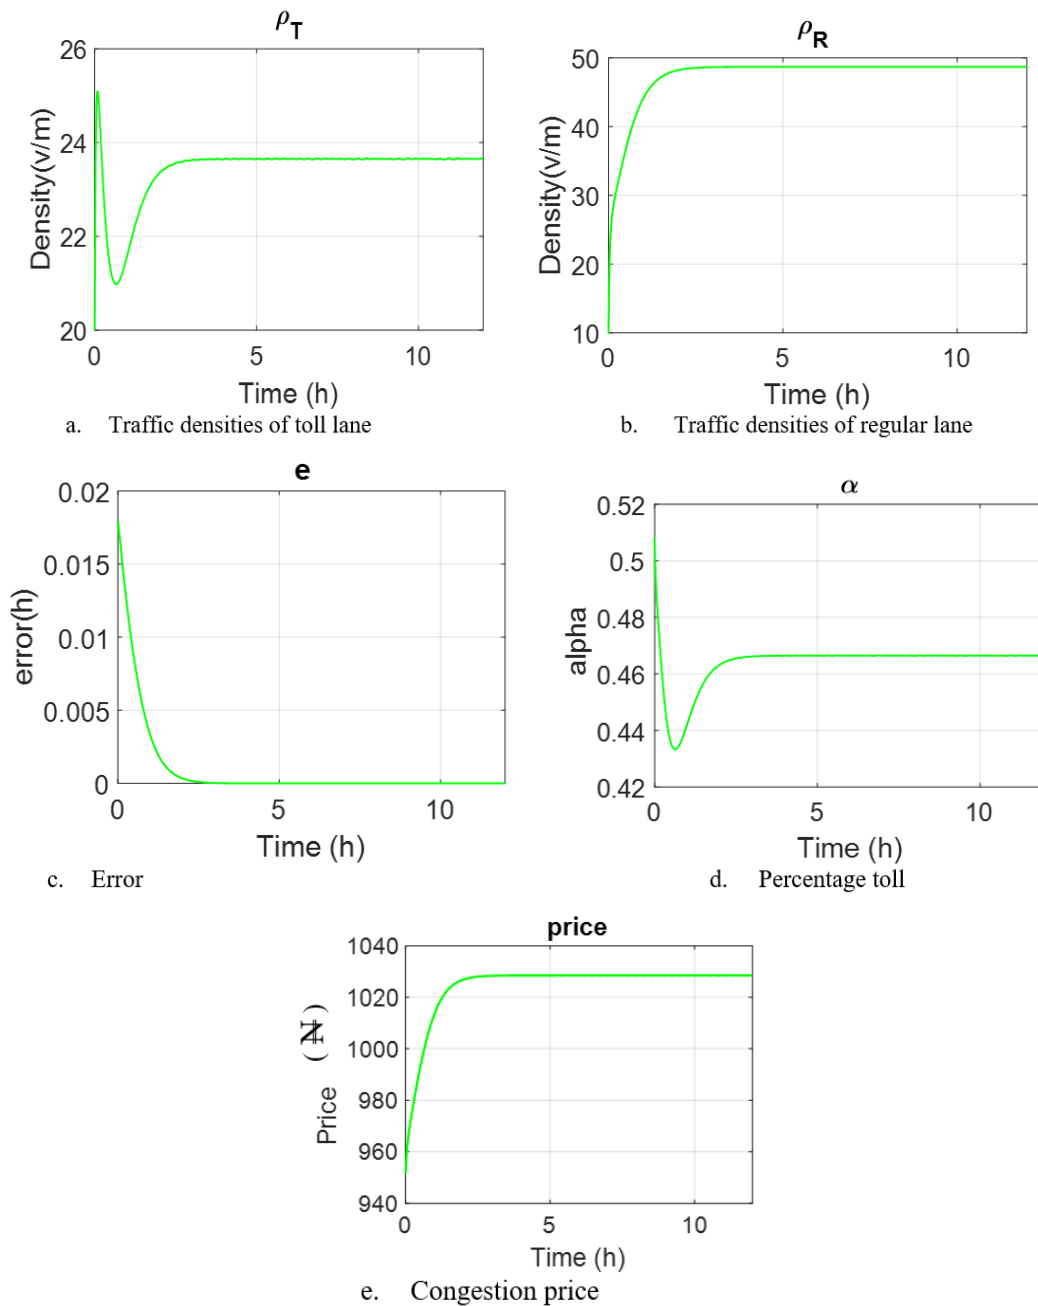 ρT
26
24
22
20
0 5 10
Density(v/m)
Time (h)
a. Traffic densities of toll lane
ρR
50
40
30
20
10
0 5 10
Density(v/m)
Time (h)
b. Traffic densities of regular lane
e
0.02
0.015
0.01
0.005
0
0 5 10
error(h)
Time (h)
c. Error
α
0.52
0.5
0.48
0.46
0.44
0.42
0 5 10
alpha
Time (h)
d. Percentage toll
price
1040
1020
1000
980
960
940
0 5 10
Price (₦)
Time (h)
e. Congestion price